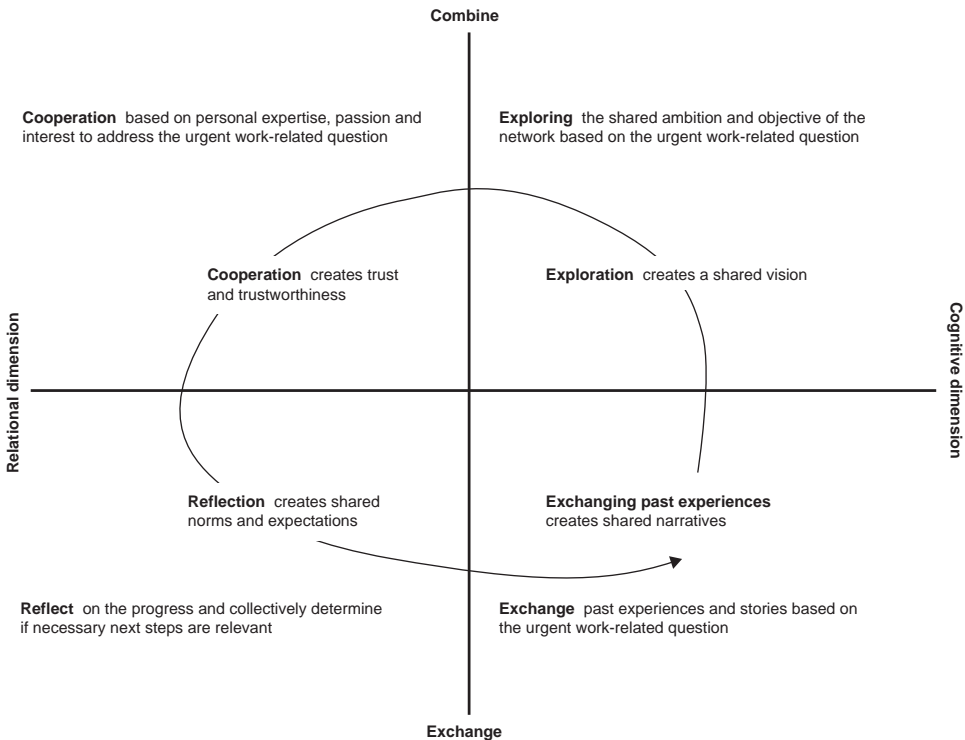 Combine
Cooperation based on personal expertise, passion and
interest to address the urgent work-related question
Exploring the shared ambition and objective of the
network based on the urgent work-related question
Cooperation creates trust
and trustworthiness
Exploration creates a shared vision
Relational dimension
Cognitive dimension
Reflection creates shared
norms and expectations
Exchanging past experiences
creates shared narratives
Reflect on the progress and collectively determine
if necessary next steps are relevant
Exchange past experiences and stories based on
the urgent work-related question
Exchange